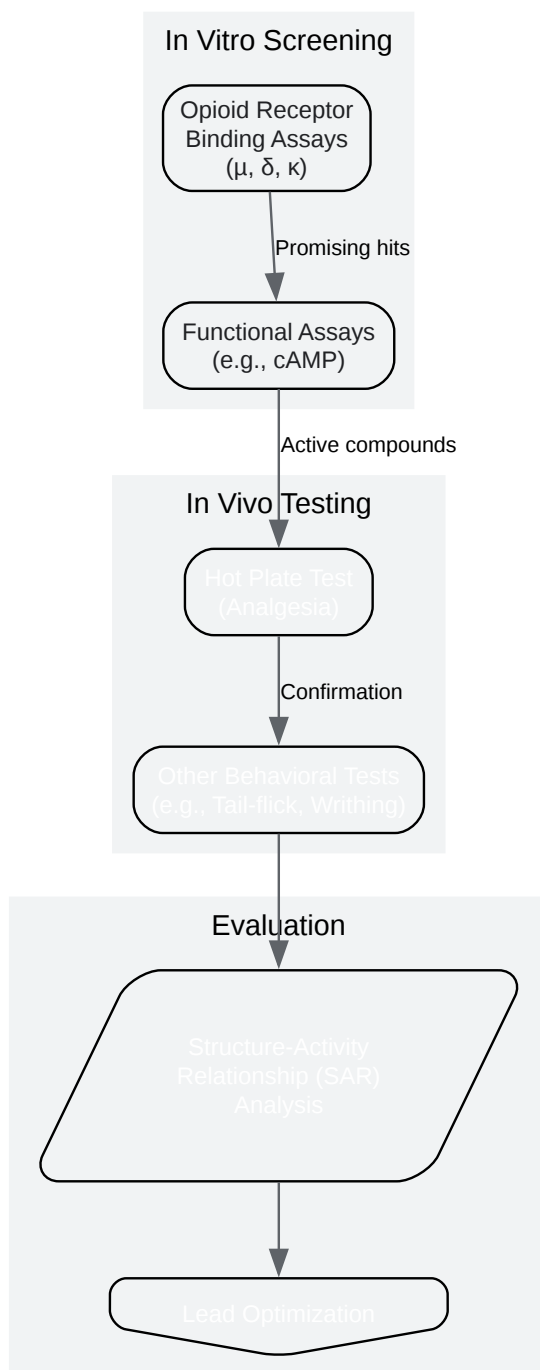 In Vitro Screening
Opioid Receptor
Binding Assays
(μ, δ, κ)
Promising hits
Functional Assays
(e.g., cAMP)
Active compounds
In Vivo Testing
Hot Plate Test
(Analgesia)
Confirmation
Other Behavioral Tests
(e.g., Tail-flick, Writhing)
Evaluation
Structure-Activity
Relationship (SAR)
Analysis
Lead Optimization